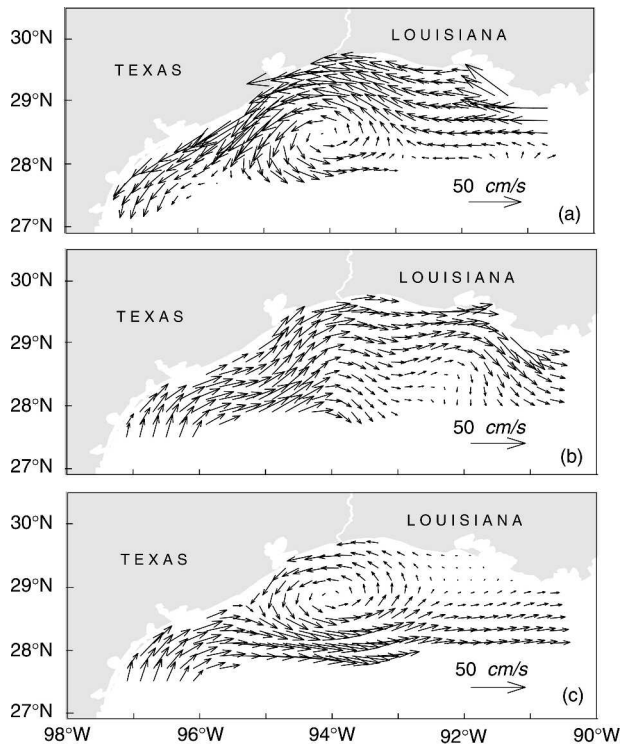 30°N
LOUISIANA
TEXAS
29°N
28°N
50 cm/s
27°N
(a)
30°N
LOUISIANA
TEXAS
29°N
28°N
50 cm/s
27°N
(b)
30°N
LOUISIANA
TEXAS
29°N
28°N
50 cm/s
27°N
(c)
98°W 96°W 94°W 92°W 90°W